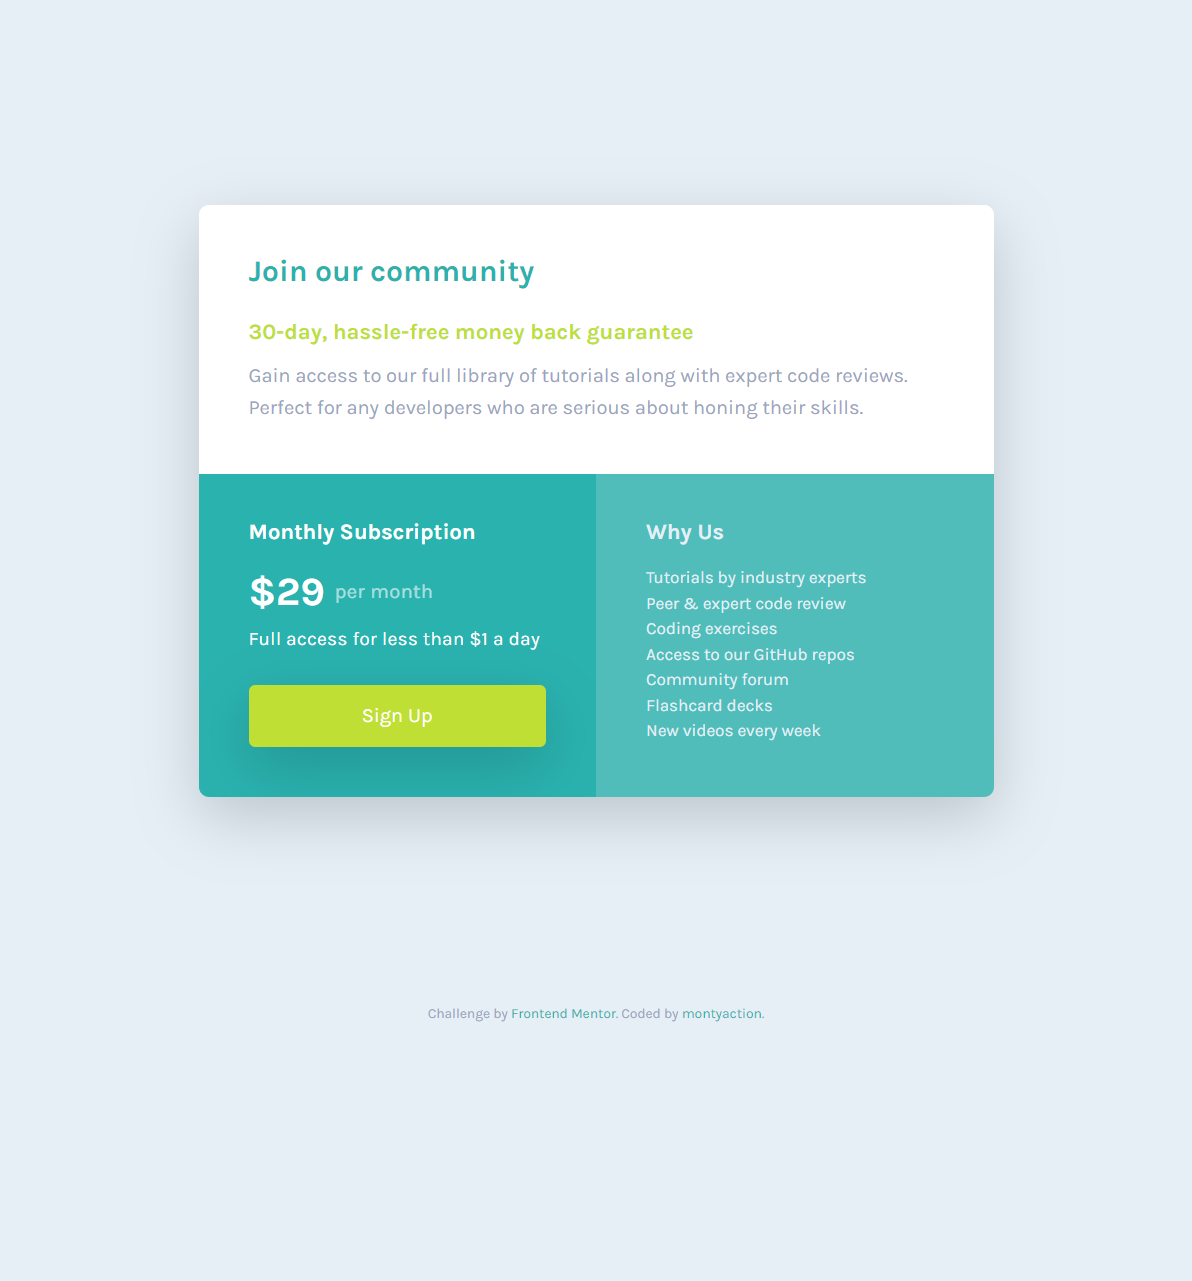 Join our community
30-day, hassle-free money back guarantee
Gain access to our full library of tutorials along with expert code reviews.
Perfect for any developers who are serious about honing their skills.
Monthly Subscription
$29 per month
Full access for less than $1 a day
Sign Up
Why Us
Tutorials by industry experts
Peer & expert code review
Coding exercises
Access to our GitHub repos
Community forum
Flashcard decks
New videos every week
Challenge by Frontend Mentor. Coded by montyaction.